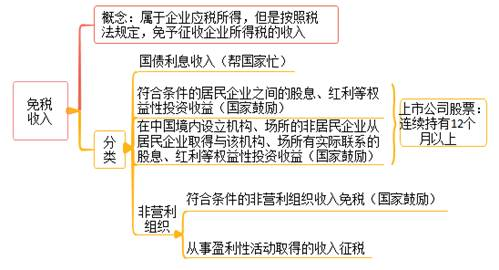 概念：属于企业应税所得，但是按照税
法规定，免予征收企业所得税的收入
免税
收入
分
类
国债利息收入（帮国家忙）
符合条件的居民企业之间的股息、红利等权
益性投资收益（国家鼓励）
在中国境内设立机构、场所的非居民企业从
居民企业取得与该机构、场所有实际联系的
股息、红利等权益性投资收益（国家鼓励）
上市公司股票：
连续持有12个
月以上
非营利
组织
符合条件的非营利组织收入免税（国家鼓励）
从事盈利性活动取得的收入征税